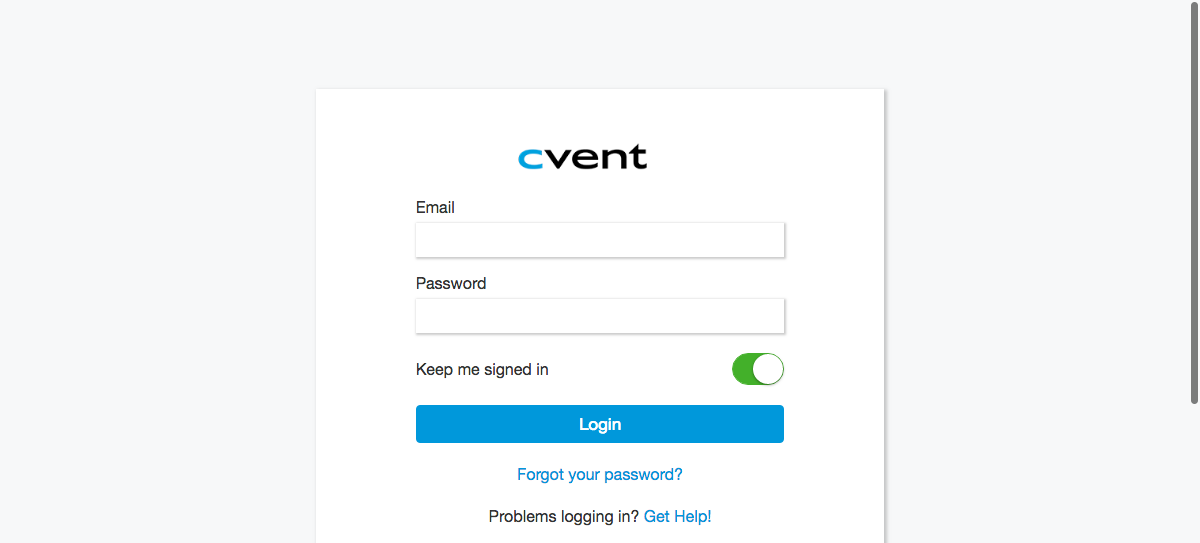 cvent
Email
Password
Keep me signed in
Login
Forgot your password?
Problems logging in? Get Help!